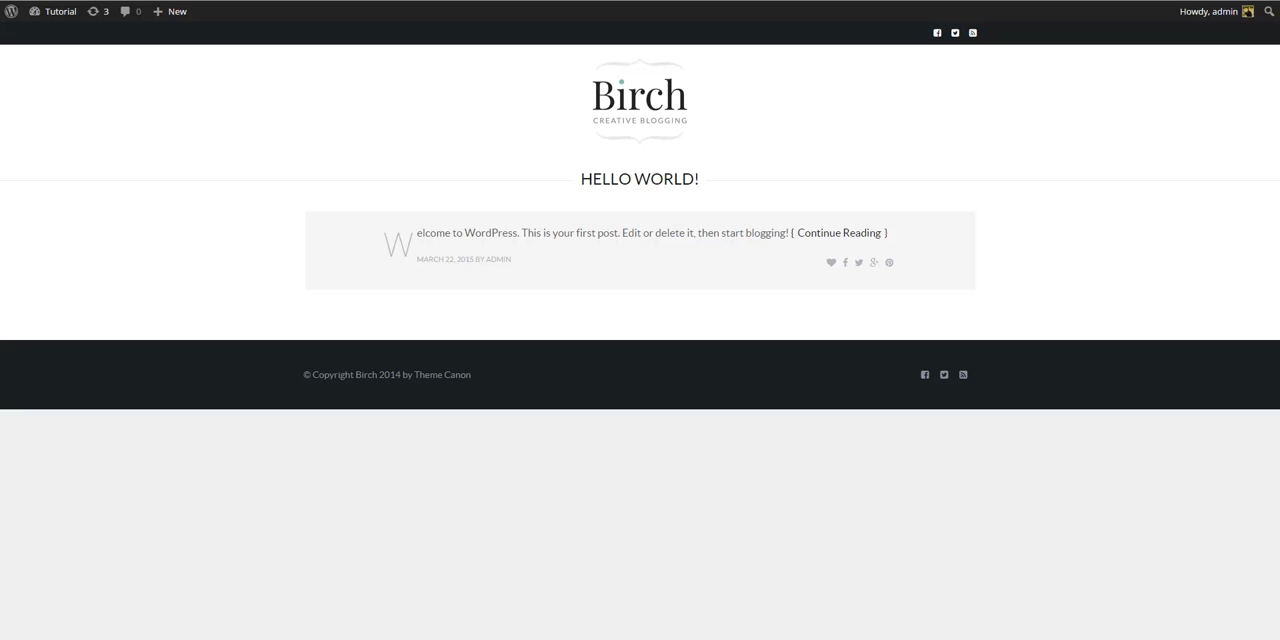 Tutorial 3 0 New Howdy, admin
Birch
CREATIVE BLOGGING
HELLO WORLD!
Welcome to WordPress. This is your first post. Edit or delete it, then start blogging! { Continue Reading }
MARCH 22, 2015 BY ADMIN
© Copyright Birch 2014 by Theme Canon